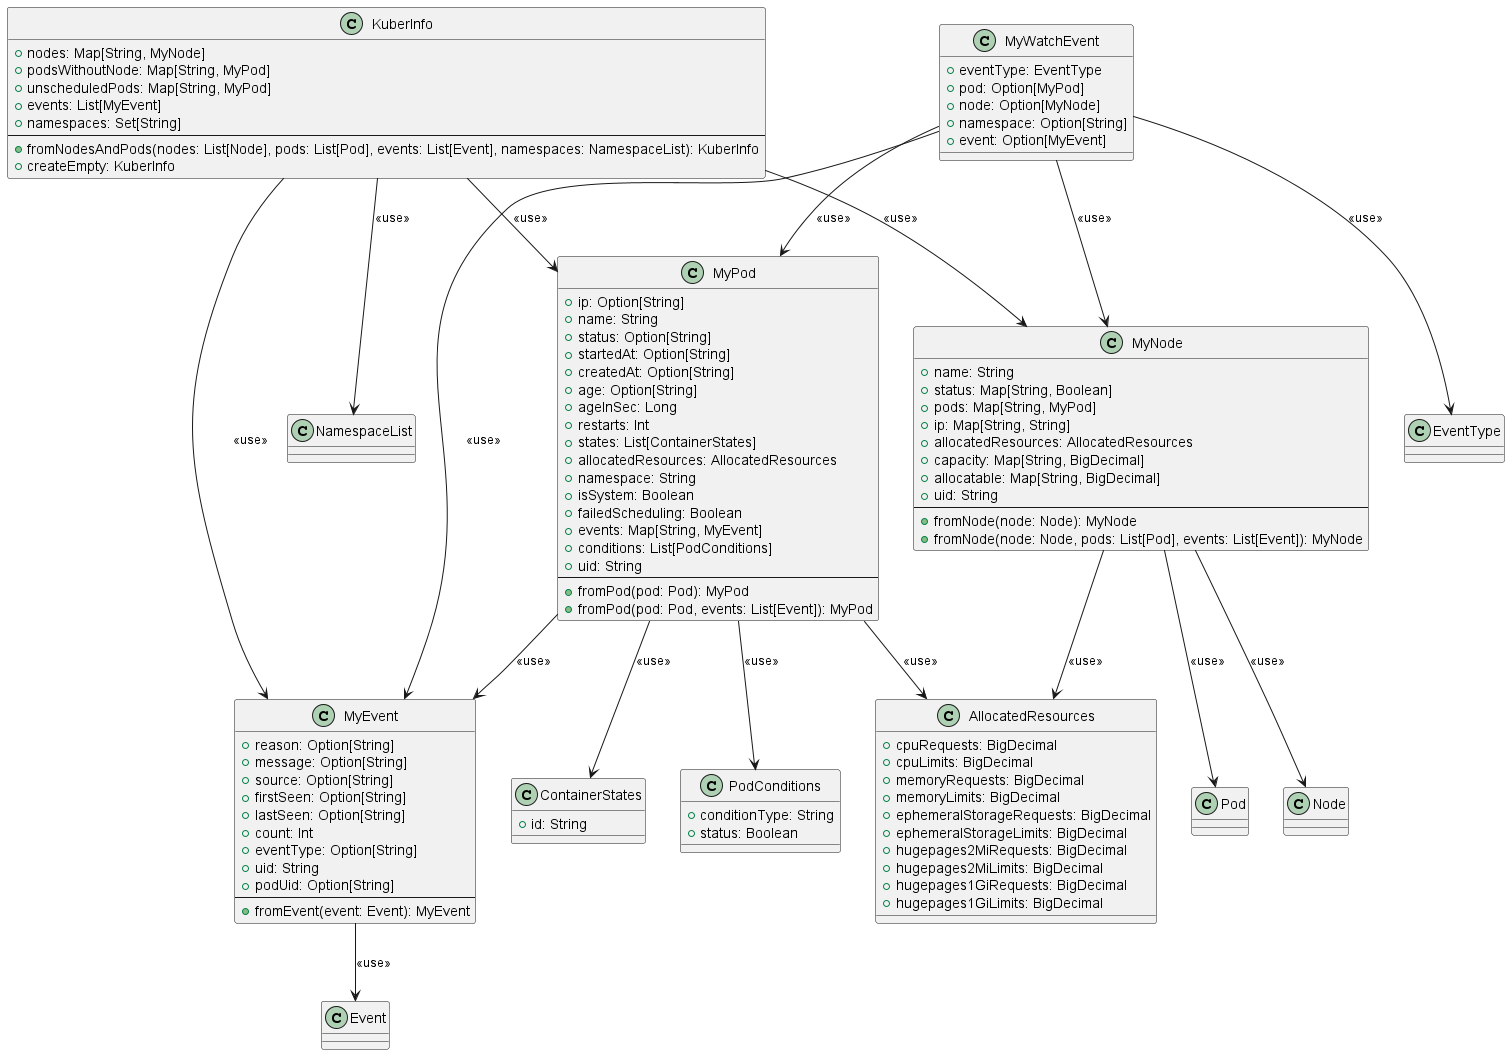 C KuberInfo
nodes: Map[String, MyNode]
podsWithoutNode: Map[String, MyPod]
unscheduledPods: Map[String, MyPod]
events: List[MyEvent]
namespaces: Set[String]
fromNodesAndPods(nodes: List[Node], pods: List[Pod], events: List[Event], namespaces: NamespaceList): KuberInfo
createEmpty: KuberInfo
C MyWatchEvent
eventType: EventType
pod: Option[MyPod]
node: Option[MyNode]
namespace: Option[String]
event: Option[MyEvent]
«use»
«use»
«use»
«use»
«use»
«use»
C MyPod
ip: Option[String]
name: String
status: Option[String]
startedAt: Option[String]
createdAt: Option[String]
age: Option[String]
ageInSec: Long
restarts: Int
states: List[ContainerStates]
allocatedResources: AllocatedResources
namespace: String
isSystem: Boolean
failedScheduling: Boolean
events: Map[String, MyEvent]
conditions: List[PodConditions]
uid: String
fromPod(pod: Pod): MyPod
fromPod(pod: Pod, events: List[Event]): MyPod
C MyNode
name: String
status: Map[String, Boolean]
pods: Map[String, MyPod]
ip: Map[String, String]
allocatedResources: AllocatedResources
capacity: Map[String, BigDecimal]
allocatable: Map[String, BigDecimal]
uid: String
fromNode(node: Node): MyNode
fromNode(node: Node, pods: List[Pod], events: List[Event]): MyNode
C NamespaceList
C EventType
«use»
«use»
«use»
«use»
«use»
«use»
«use»
«use»
«use»
C MyEvent
reason: Option[String]
message: Option[String]
source: Option[String]
firstSeen: Option[String]
lastSeen: Option[String]
count: Int
eventType: Option[String]
uid: String
podUid: Option[String]
fromEvent(event: Event): MyEvent
C ContainerStates
id: String
C PodConditions
conditionType: String
status: Boolean
C AllocatedResources
cpuRequests: BigDecimal
cpuLimits: BigDecimal
memoryRequests: BigDecimal
memoryLimits: BigDecimal
ephemeralStorageRequests: BigDecimal
ephemeralStorageLimits: BigDecimal
hugepages2MiRequests: BigDecimal
hugepages2MiLimits: BigDecimal
hugepages1GiRequests: BigDecimal
hugepages1GiLimits: BigDecimal
C Pod
C Node
«use»
C Event